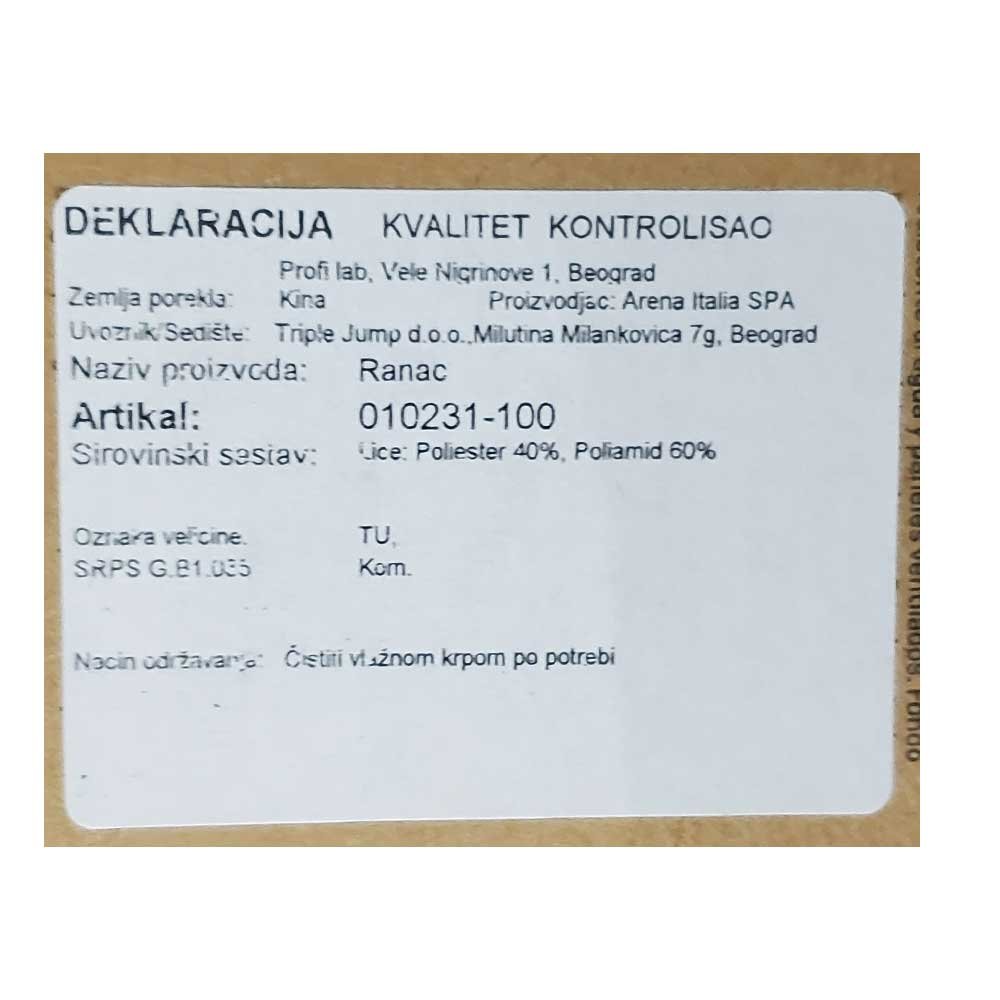 DEKLARACIJA KVALITET KONTROLISAO
Profi lab, Vele Nigrinove 1, Beograd
Zemlja porekla: Kina Proizvodjac: Arena Italia SPA
Uvoznik/Sedište: Triple Jump d.o.o.,Milutina Milankovica 7g, Beograd
Naziv proizvoda: Ranac
Artikal: 010231-100
Sirovinski sastav: Lice: Poliester 40%, Poliamid 60%
Oznaka velicine. TU,
SRPS G.B1.035 Kom.
Nacin održavanja: Čistiti vlažnom krpom po potrebi